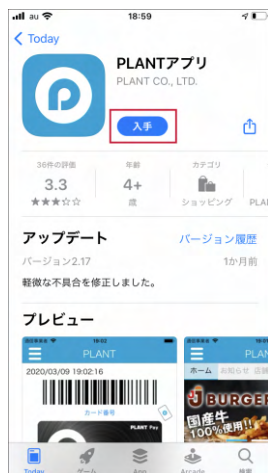 au 18:59
Today
PLANTアプリ
PLANT CO., LTD.
入手
36件の評価 年齢 カテゴリ
3.3 4+
★★★☆☆ 歳 ショッピング PLA
アップデート バージョン履歴
バージョン2.17 1か月前
軽微な不具合を修正しました。
プレビュー
PLANT PLAN
ホーム お知らせ 店舗
2020/03/09 19:02:16
カード番号
PLANT Pay
BURGER
国産牛
100%使用!!
Today ゲーム App Arcade 検索